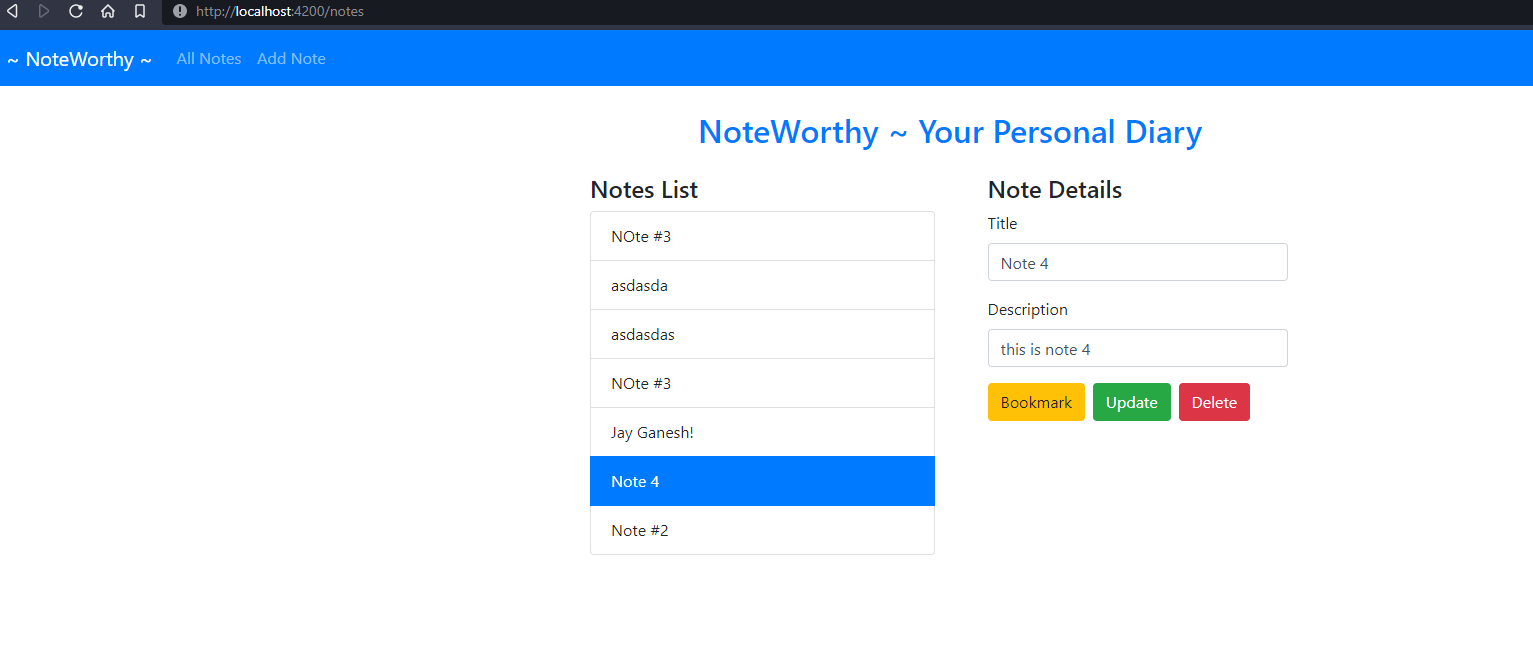 http://localhost:4200/notes
~ NoteWorthy ~ All Notes Add Note
NoteWorthy ~ Your Personal Diary
Notes List
NOte #3
asdasda
asdasdas
NOte #3
Jay Ganesh!
Note 4
Note #2
Note Details
Title
Note 4
Description
this is note 4
Bookmark Update Delete